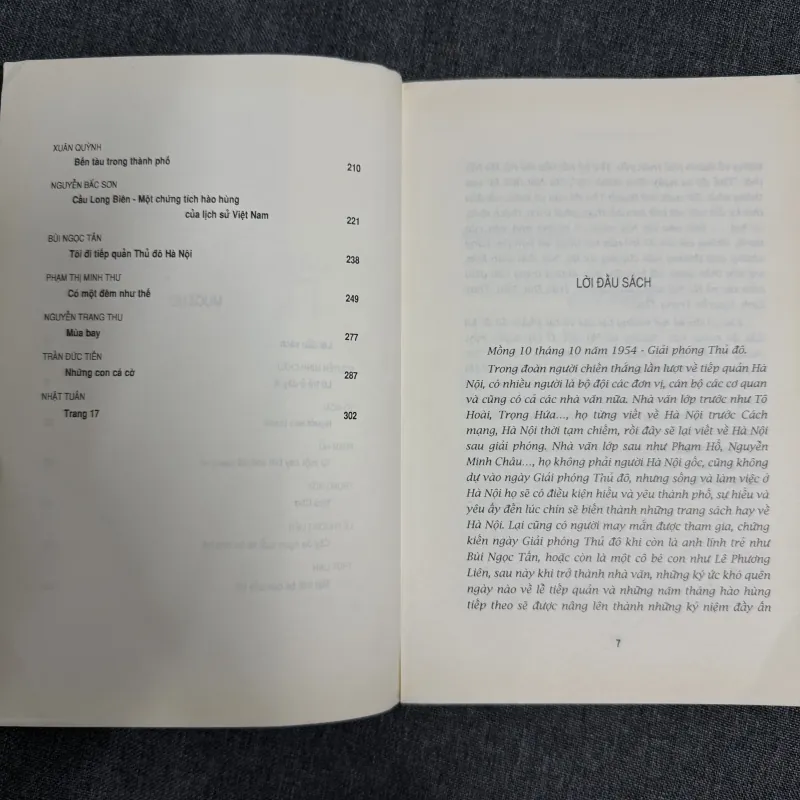 XUÂN QUỲNH
Bến tàu trong thành phố
210
NGUYỄN BẮC SƠN
Cầu Long Biên - Một chứng tích hào hùng
của lịch sử Việt Nam
221
BÙI NGỌC TẤN
Tôi đi tiếp quản Thủ đô Hà Nội
238
PHẠM THỊ MINH THƯ
Có một đêm như thế
249
NGUYỄN TRANG THU
Mùa bay
277
TRẦN ĐỨC TIẾN
Những con cá cờ
287
NHẬT TUẤN
Trang 17
302
LỜI ĐẦU SÁCH
Mồng 10 tháng 10 năm 1954 - Giải phóng Thủ đô.
Trong đoàn người chiến thắng lần lượt về tiếp quản Hà
Nội, có nhiều người là bộ đội các đơn vị, cán bộ các cơ quan
và cũng có cả các nhà văn nữa. Nhà văn lớp trước như Tô
Hoài, Trọng Hứa..., họ từng viết về Hà Nội trước Cách
mạng, Hà Nội thời tạm chiếm, rồi đây sẽ lại viết về Hà Nội
sau giải phóng. Nhà văn lớp sau như Phạm Hổ, Nguyễn
Minh Châu..., họ không phải người Hà Nội gốc, cũng không
dự vào ngày Giải phóng Thủ đô, nhưng sống và làm việc ở
Hà Nội họ sẽ có điều kiện hiểu và yêu thành phố, sự hiểu và
yêu ấy đến lúc chín sẽ biến thành những trang sách hay về
Hà Nội. Lại cũng có người may mắn được tham gia, chứng
kiến ngày Giải phóng Thủ đô khi còn là anh lính trẻ như
Bùi Ngọc Tấn, hoặc còn là một cô bé con như Lê Phương
Liên, sau này khi trở thành nhà văn, những ký ức khó quên
ngày nào về lễ tiếp quản và những năm tháng hào hùng
tiếp theo sẽ được nâng lên thành những kỷ niệm đầy ấn
7